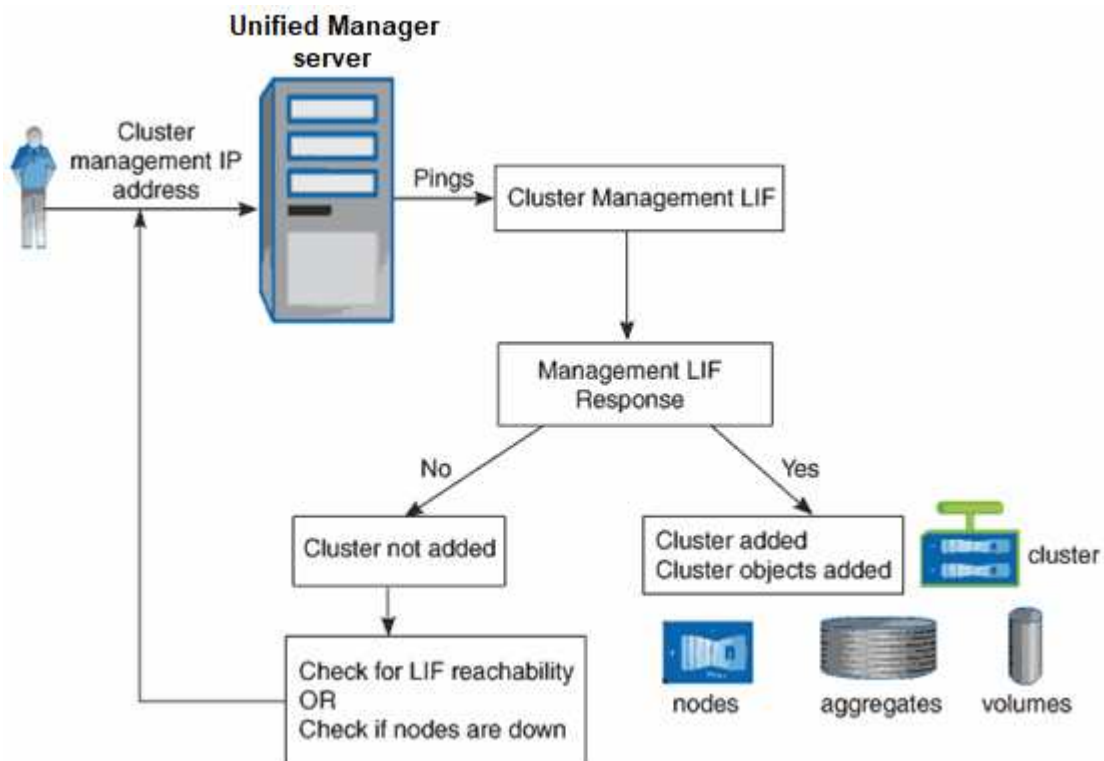 Unified Manager
server
Cluster
management IP
address
Pings
Cluster Management LIF
Management LIF
Response
No
Yes
Cluster not added
Cluster added
Cluster objects added
cluster
Check for LIF reachability
OR
Check if nodes are down
nodes
aggregates
volumes